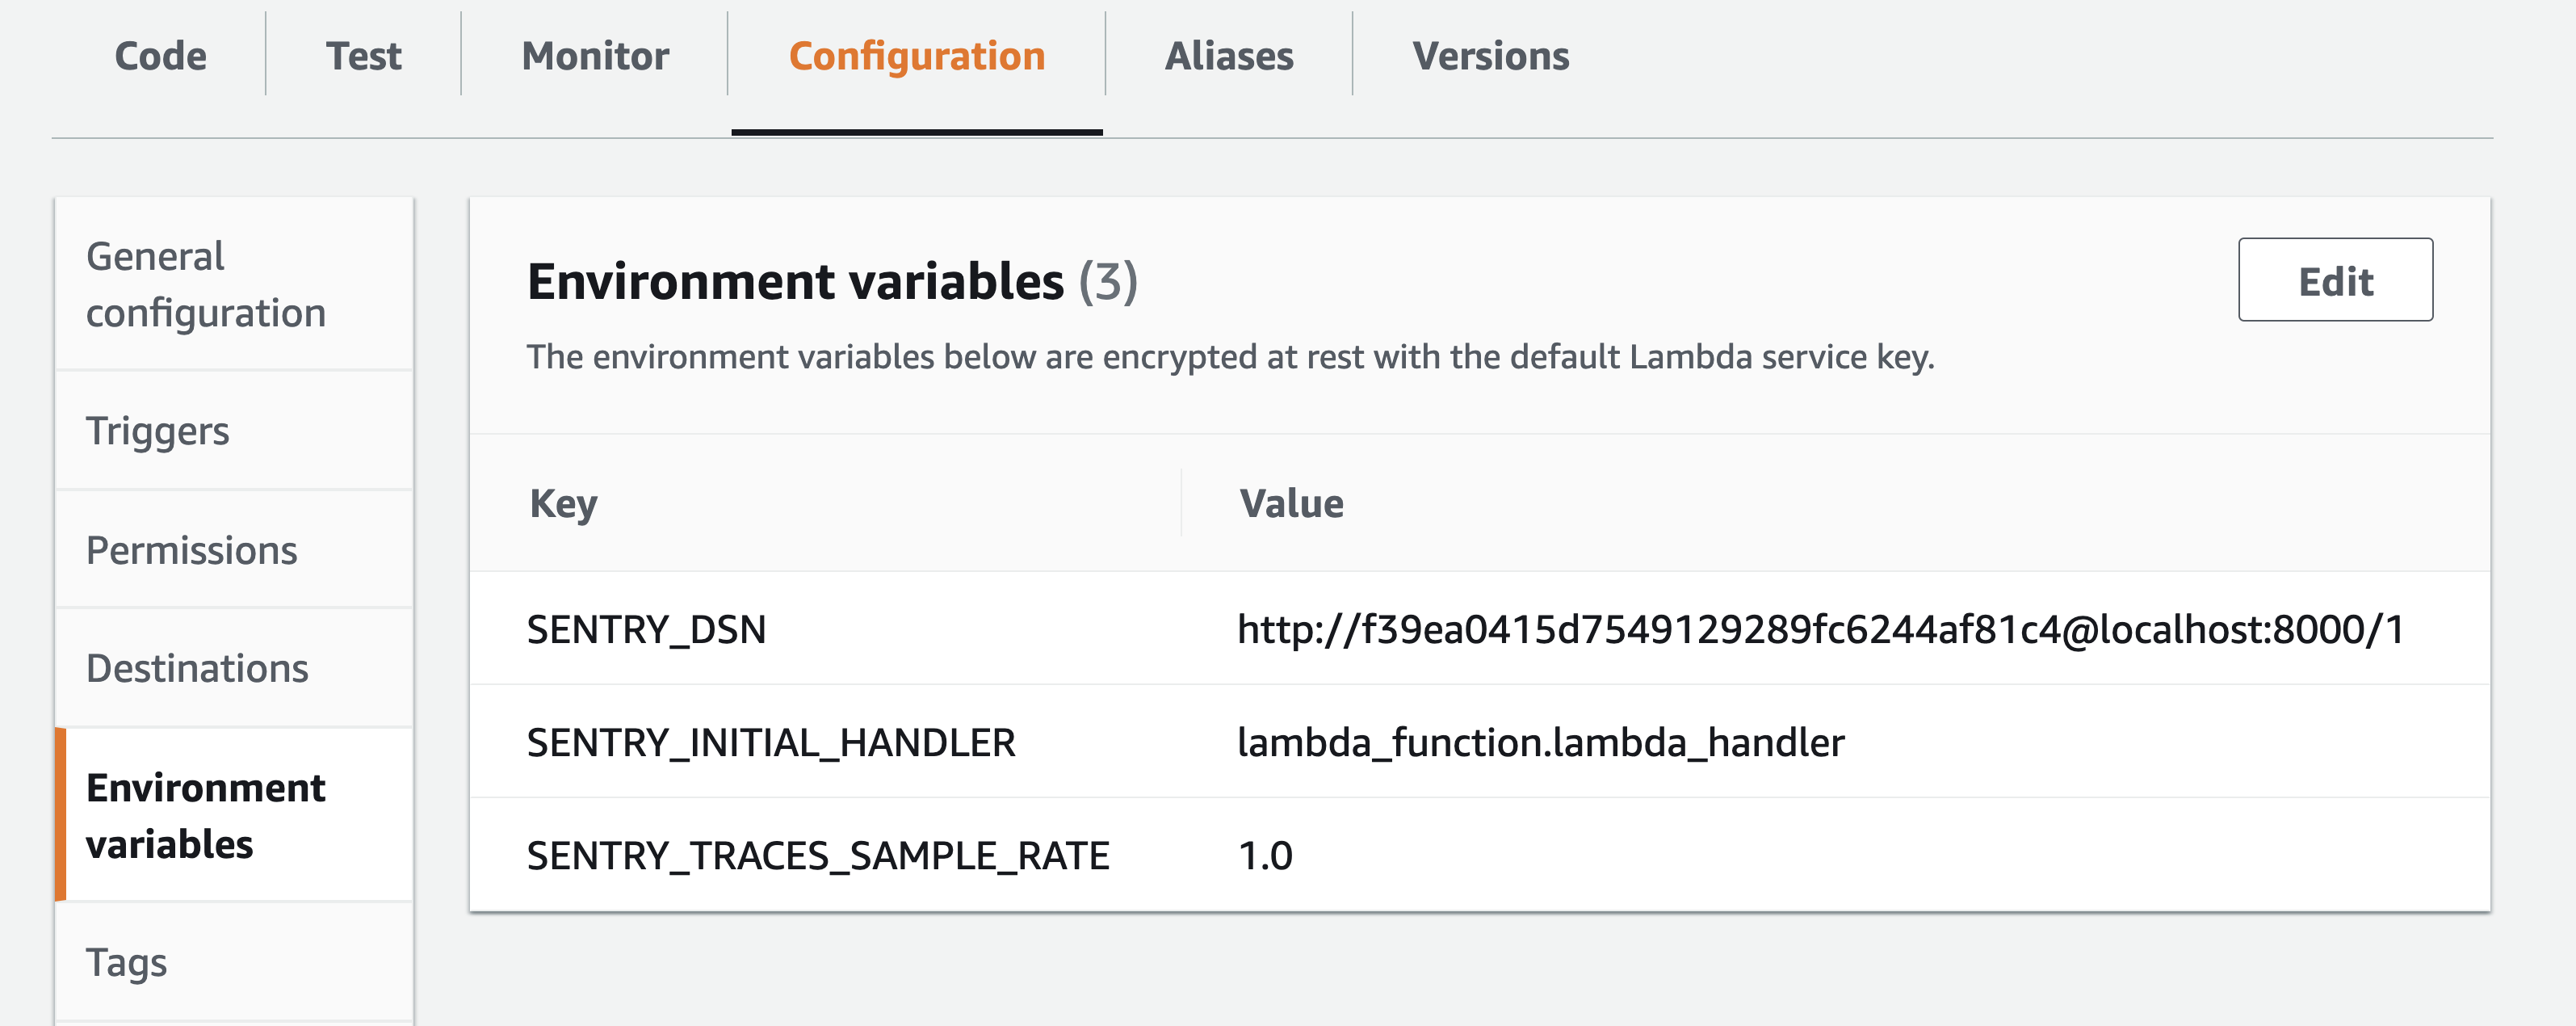 Code Test Monitor Configuration Aliases Versions
General
configuration
Triggers
Permissions
Destinations
Environment
variables
Tags
Environment variables (3)
Edit
The environment variables below are encrypted at rest with the default Lambda service key.
Key Value
SENTRY_DSN http://f39ea0415d7549129289fc6244af81c4@localhost:8000/1
SENTRY_INITIAL_HANDLER lambda_function.lambda_handler
SENTRY_TRACES_SAMPLE_RATE 1.0